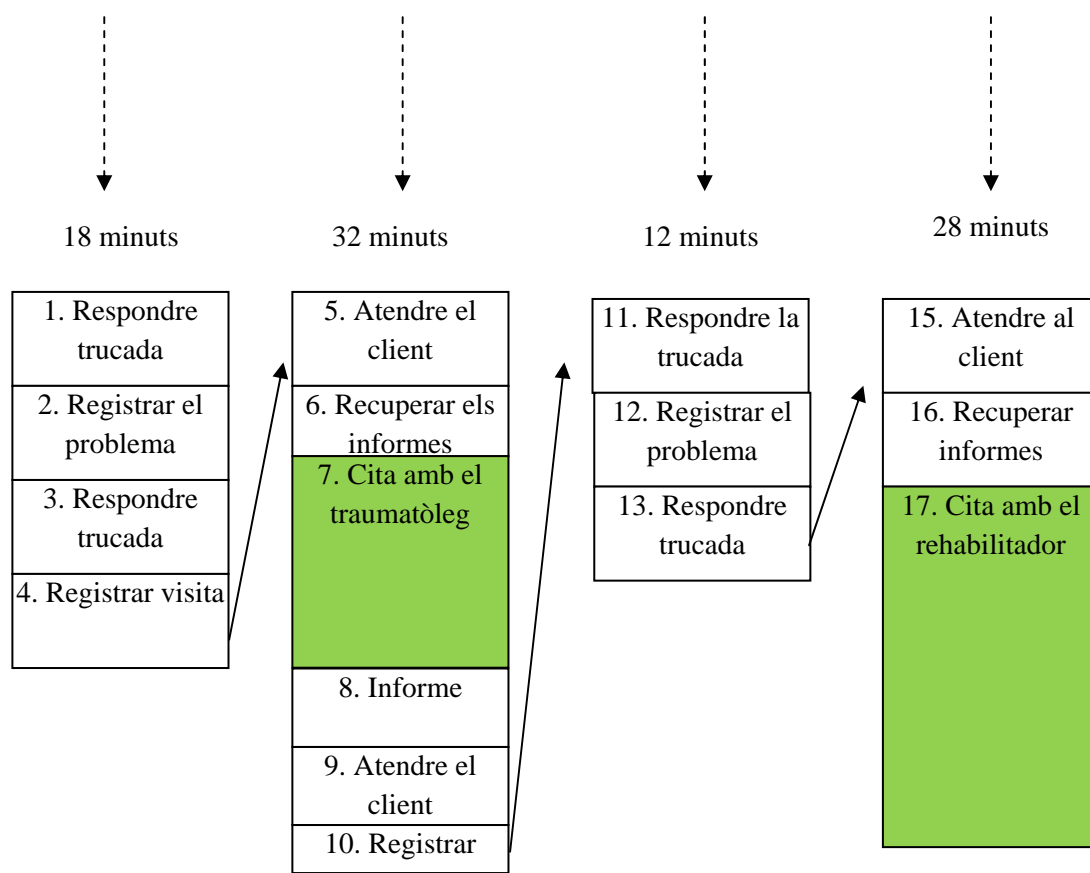 18 minuts
32 minuts
12 minuts
28 minuts
1. Respondre
trucada
2. Registrar el
problema
3. Respondre
trucada
4. Registrar visita
5. Atendre el
client
6. Recuperar els
informes
7. Cita amb el
traumatòleg
8. Informe
9. Atendre el
client
10. Registrar
11. Respondre la
trucada
12. Registrar el
problema
13. Respondre
trucada
15. Atendre al
client
16. Recuperar
informes
17. Cita amb el
rehabilitador